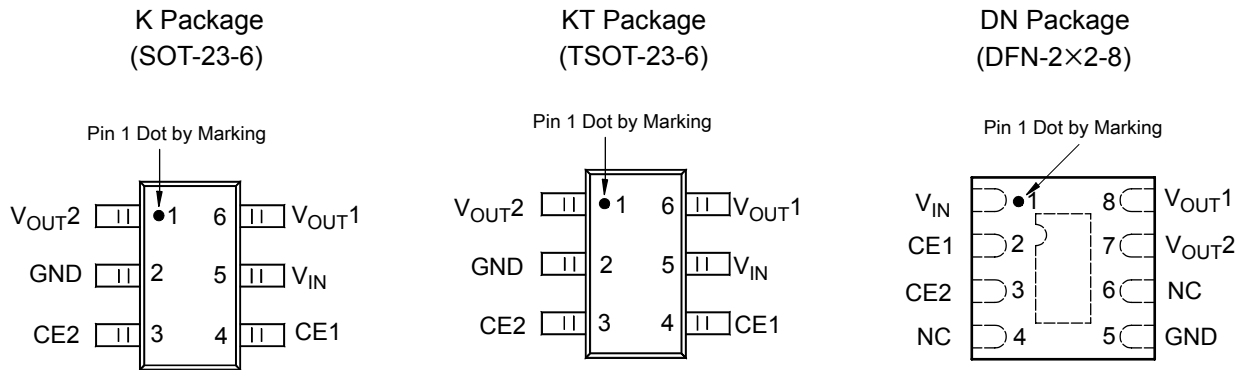 K Package
(SOT-23-6)
Pin 1 Dot by Marking
VOUT2 1 6 VOUT1
GND 2 5 VIN
CE2 3 4 CE1
KT Package
(TSOT-23-6)
Pin 1 Dot by Marking
VOUT2 1 6 VOUT1
GND 2 5 VIN
CE2 3 4 CE1
DN Package
(DFN-2×2-8)
Pin 1 Dot by Marking
VIN 1 8 VOUT1
CE1 2 7 VOUT2
CE2 3 6 NC
NC 4 5 GND